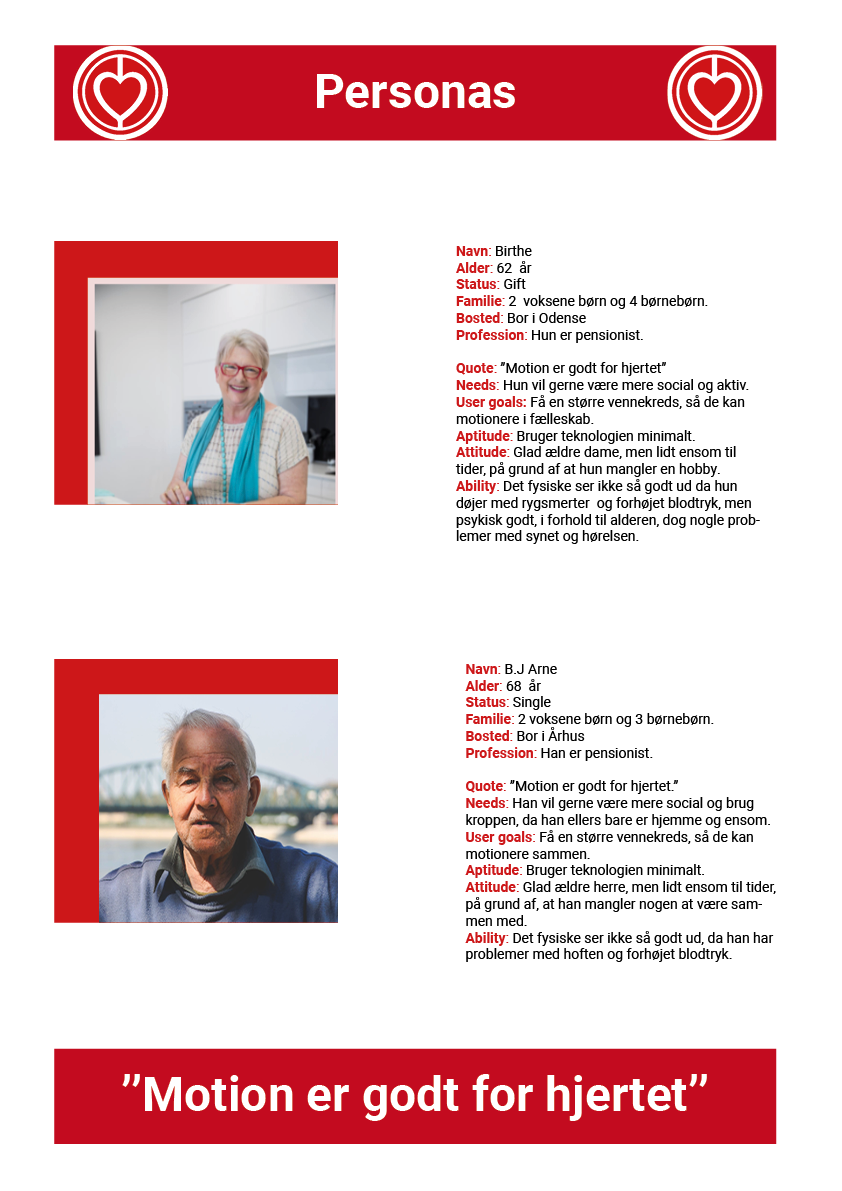 Personas
Navn: Birthe
Alder: 62  år
Status: Gift
Familie: 2  voksene børn og 4 børnebørn.
Bosted: Bor i Odense
Profession: Hun er pensionist.
Quote: ”Motion er godt for hjertet”
Needs: Hun vil gerne være mere social og aktiv.
User goals: Få en større vennekreds, så de kan
motionere i fælleskab.
Aptitude: Bruger teknologien minimalt.
Attitude: Glad ældre dame, men lidt ensom til
tider, på grund af at hun mangler en hobby.
Ability: Det fysiske ser ikke så godt ud da hun
døjer med rygsmerter  og forhøjet blodtryk, men
psykisk godt, i forhold til alderen, dog nogle prob-
lemer med synet og hørelsen.
Navn: B.J Arne
Alder: 68  år
Status: Single
Familie: 2 voksene børn og 3 børnebørn.
Bosted: Bor i Århus
Profession: Han er pensionist.
Quote: ”Motion er godt for hjertet.”
Needs: Han vil gerne være mere social og brug
kroppen, da han ellers bare er hjemme og ensom.
User goals: Få en større vennekreds, så de kan
motionere sammen.
Aptitude: Bruger teknologien minimalt.
Attitude: Glad ældre herre, men lidt ensom til tider,
på grund af, at han mangler nogen at være sam-
men med.
Ability: Det fysiske ser ikke så godt ud, da han har
problemer med hoften og forhøjet blodtryk.
”Motion er godt for hjertet”